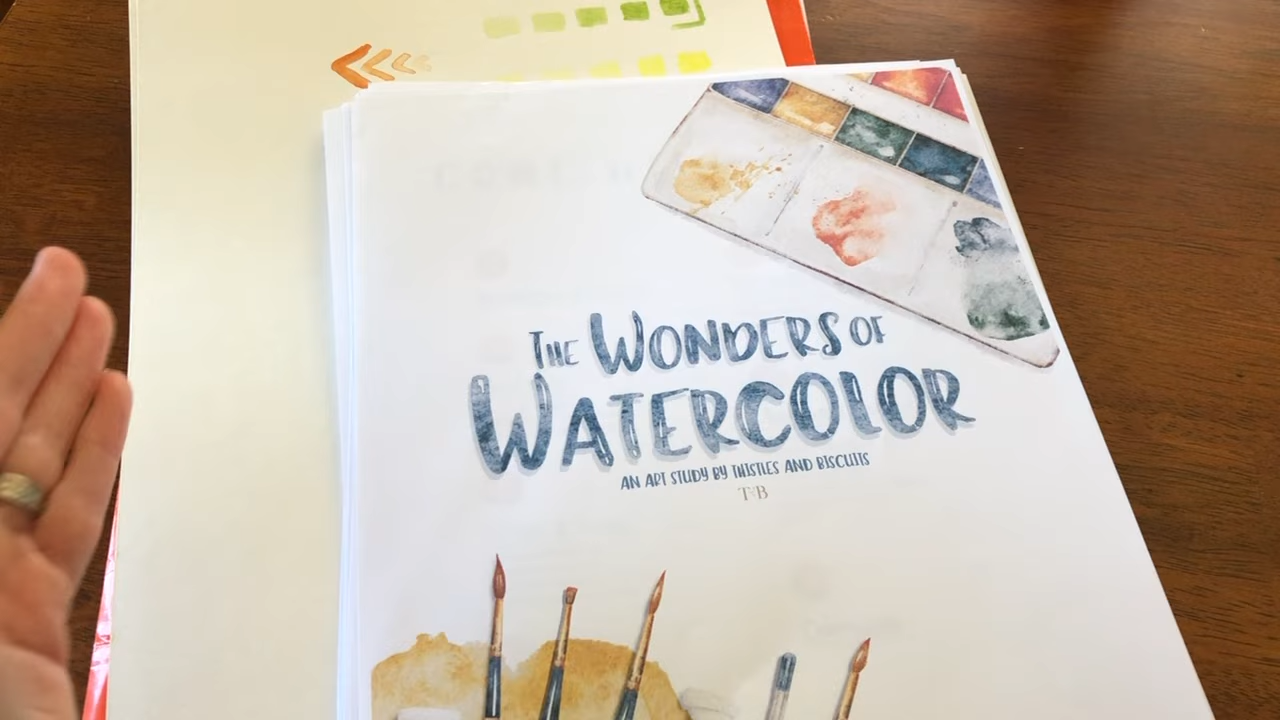 THE WONDERS OF
WATERCOLOR
AN ART STUDY BY THISTLES AND BISCUITS
T&B